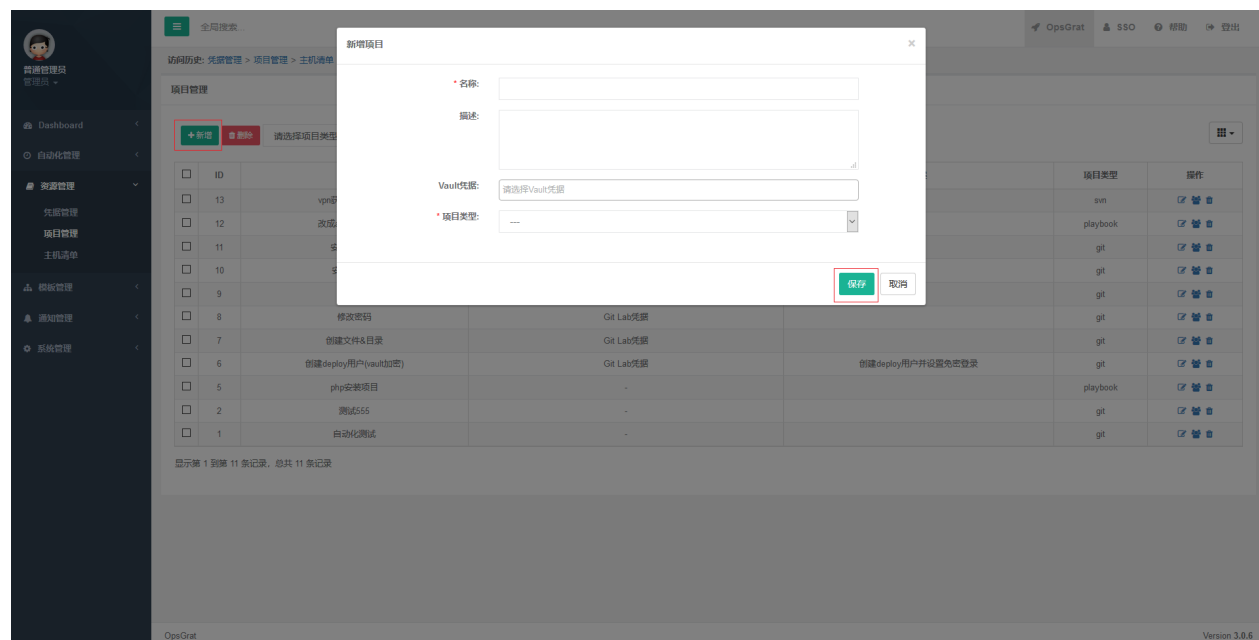 全局搜索...
OpsGrat
SSO
帮助
登出
普通管理员
管理员
访问历史: 凭据管理 > 项目管理 > 主机清单
项目管理
Dashboard
自动化管理
资源管理
凭据管理
项目管理
主机清单
模板管理
通知管理
系统管理
新增项目
×
* 名称:
描述:
Vault凭据:
请选择Vault凭据
* 项目类型:
---
保存
取消
+新增
删除
请选择项目类型
ID
项目类型
操作
13 svn
12 playbook
11 git
10 git
9 git
8 修改密码 Git Lab凭据 git
7 创建文件&目录 Git Lab凭据 git
6 创建deploy用户(vault加密) Git Lab凭据 创建deploy用户并设置免密登录 git
5 php安装项目 - playbook
2 测试555 - git
1 自动化测试 - git
显示第 1 到第 11 条记录，总共 11 条记录
OpsGrat
Version 3.0.6